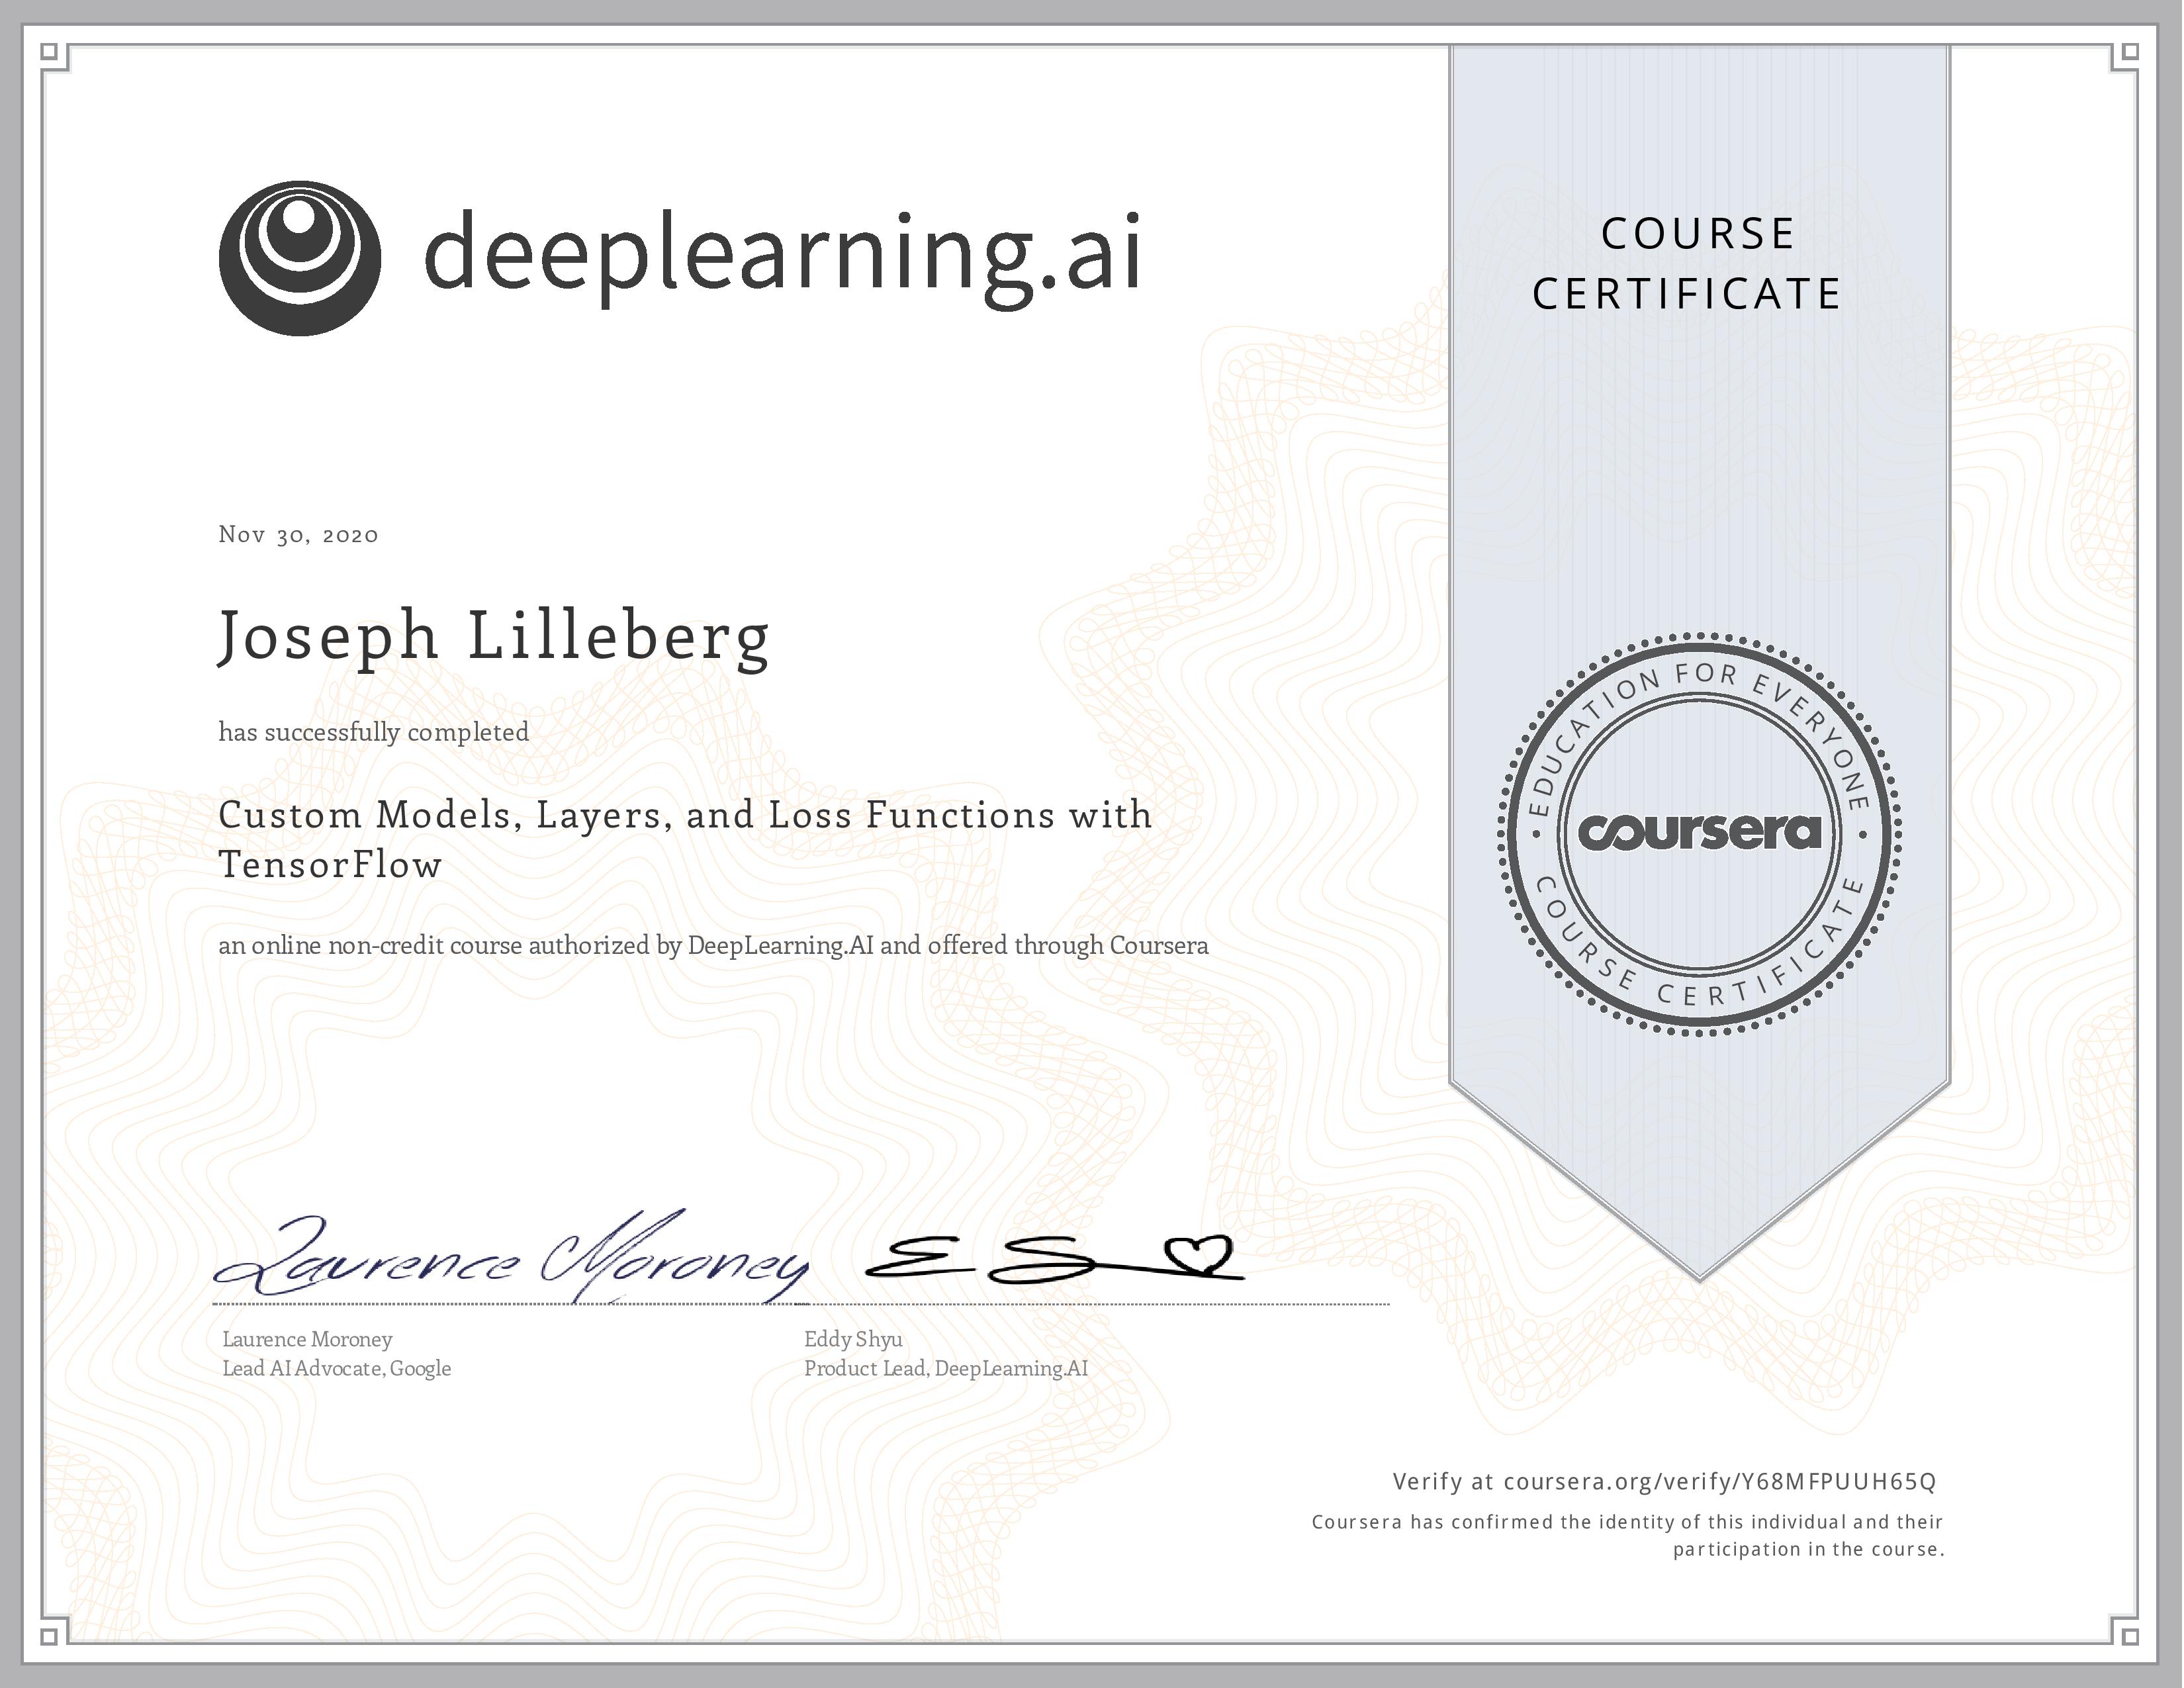 deeplearning.ai
COURSE
CERTIFICATE
Nov 30, 2020
Joseph Lilleberg
has successfully completed
Custom Models, Layers, and Loss Functions with
TensorFlow
an online non-credit course authorized by DeepLearning.AI and offered through Coursera
EDUCATION FOR EVERYONE
coursera
COURSE CERTIFICATE
Laurence Moroney
E S
Laurence Moroney
Lead AI Advocate, Google
Eddy Shyu
Product Lead, DeepLearning.AI
Verify at coursera.org/verify/Y68MFPUUH65Q
Coursera has confirmed the identity of this individual and their
participation in the course.